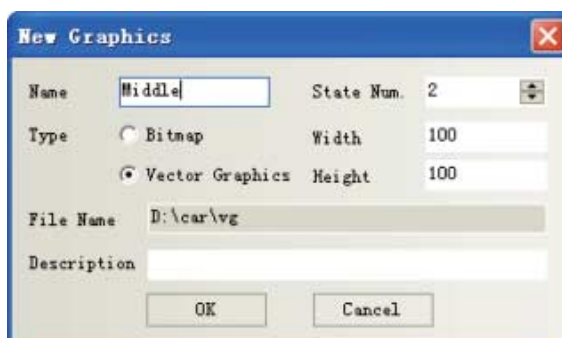 New Graphics
Name Middle State Num. 2
Type Bitmap Width 100
Vector Graphics Height 100
File Name D:\car\vg
Description
OK Cancel